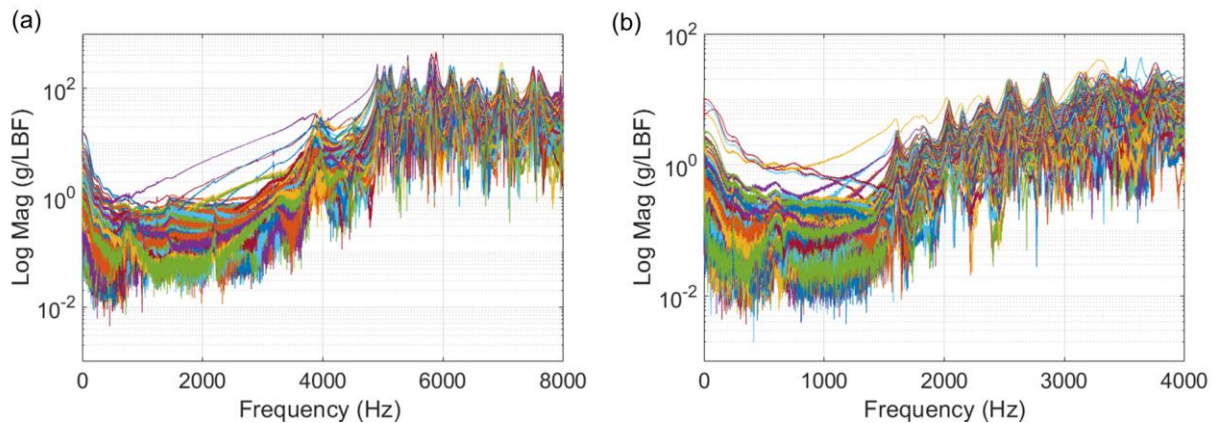 (a)
Log Mag (g/LBF)
10^2
10^0
10^-2
0 2000 4000 6000 8000
Frequency (Hz)
(b)
Log Mag (g/LBF)
10^2
10^0
10^-2
0 1000 2000 3000 4000
Frequency (Hz)